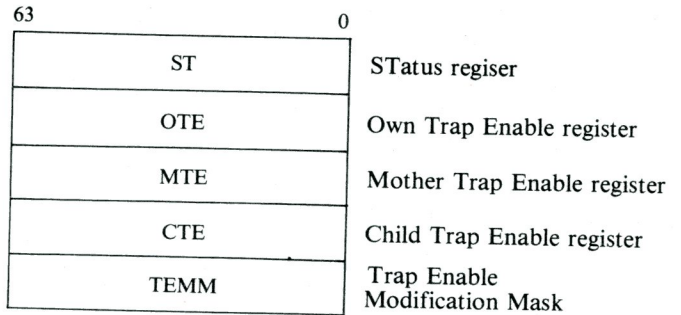 63 0
ST STatus regiser
OTE Own Trap Enable register
MTE Mother Trap Enable register
CTE Child Trap Enable register
TEMM Trap Enable
Modification Mask